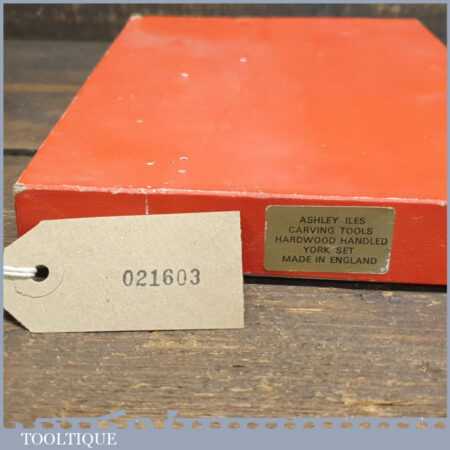 ASHLEY ILES
CARVING TOOLS
HARDWOOD HANDLED
YORK SET
MADE IN ENGLAND
021603
TOOLTIQUE